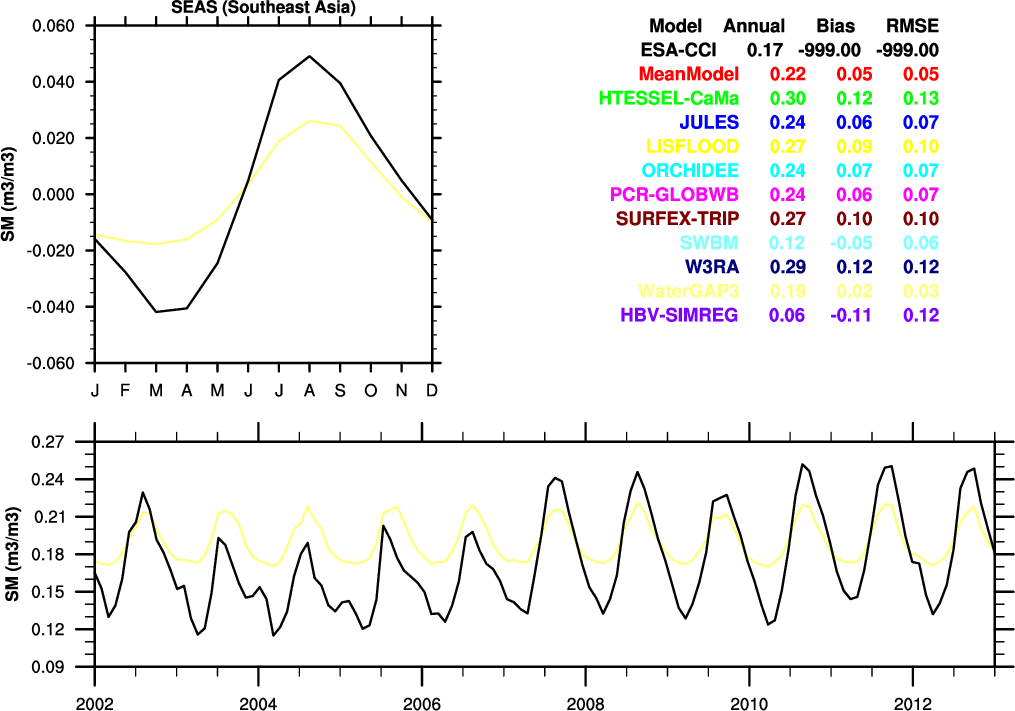 SEAS (Southeast Asia)
0.060
0.040
0.020
0.000
-0.020
-0.040
-0.060
SM (m3/m3)
J F M A M J J A S O N D
Model Annual Bias RMSE
ESA-CCI 0.17 -999.00 -999.00
MeanModel 0.22 0.05 0.05
HTESSEL-CaMa 0.30 0.12 0.13
JULES 0.24 0.06 0.07
LISFLOOD 0.27 0.09 0.10
ORCHIDEE 0.24 0.07 0.07
PCR-GLOBWB 0.24 0.06 0.07
SURFEX-TRIP 0.27 0.10 0.10
SWBM 0.12 -0.05 0.06
W3RA 0.29 0.12 0.12
WaterGAP3 0.19 0.02 0.03
HBV-SIMREG 0.06 -0.11 0.12
0.27
0.24
0.21
0.18
0.15
0.12
0.09
SM (m3/m3)
2002 2004 2006 2008 2010 2012